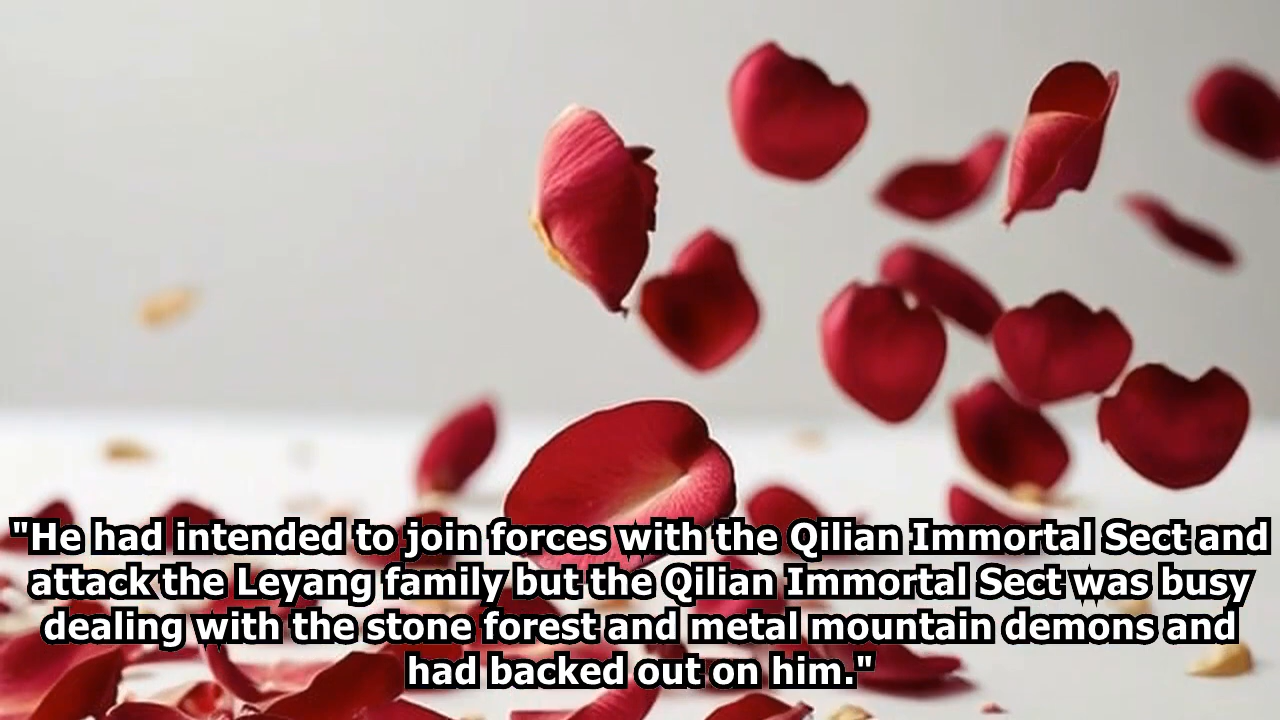 "He had intended to join forces with the Qilian Immortal Sect and
attack the Leyang family but the Qilian Immortal Sect was busy
dealing with the stone forest and metal mountain demons and
had backed out on him."